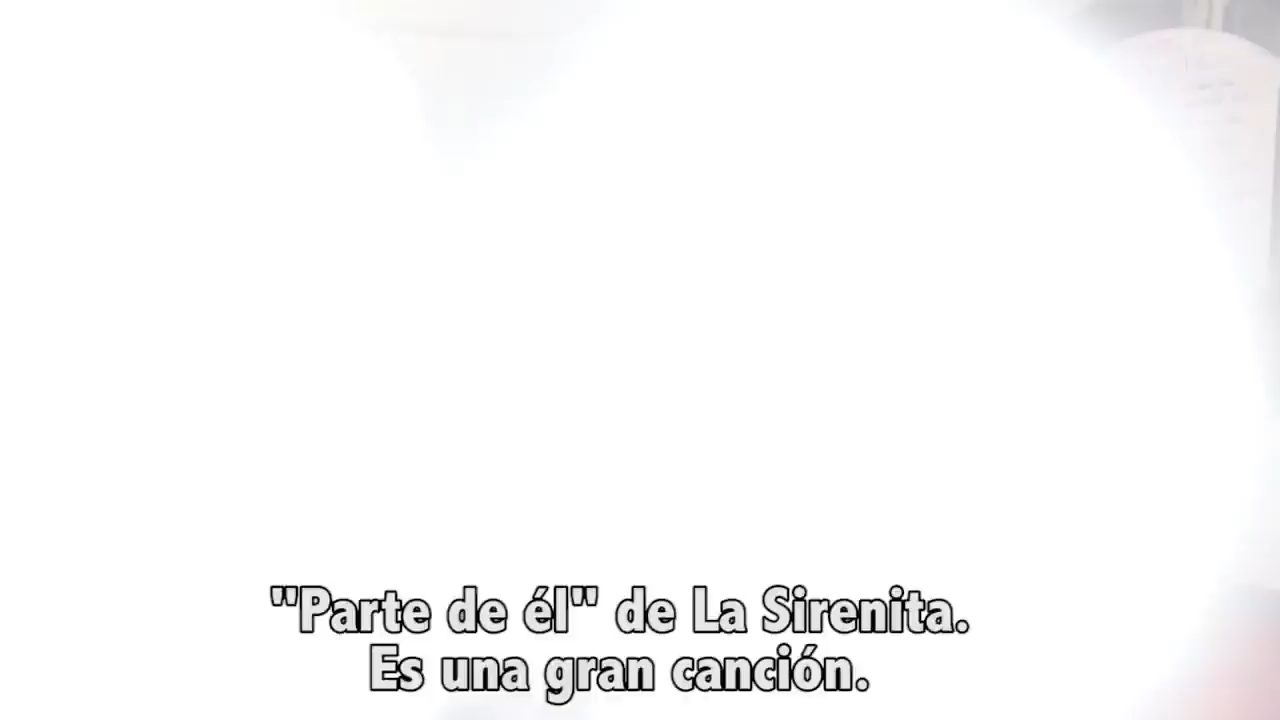 "Parte de él" de La Sirenita.
Es una gran canción.